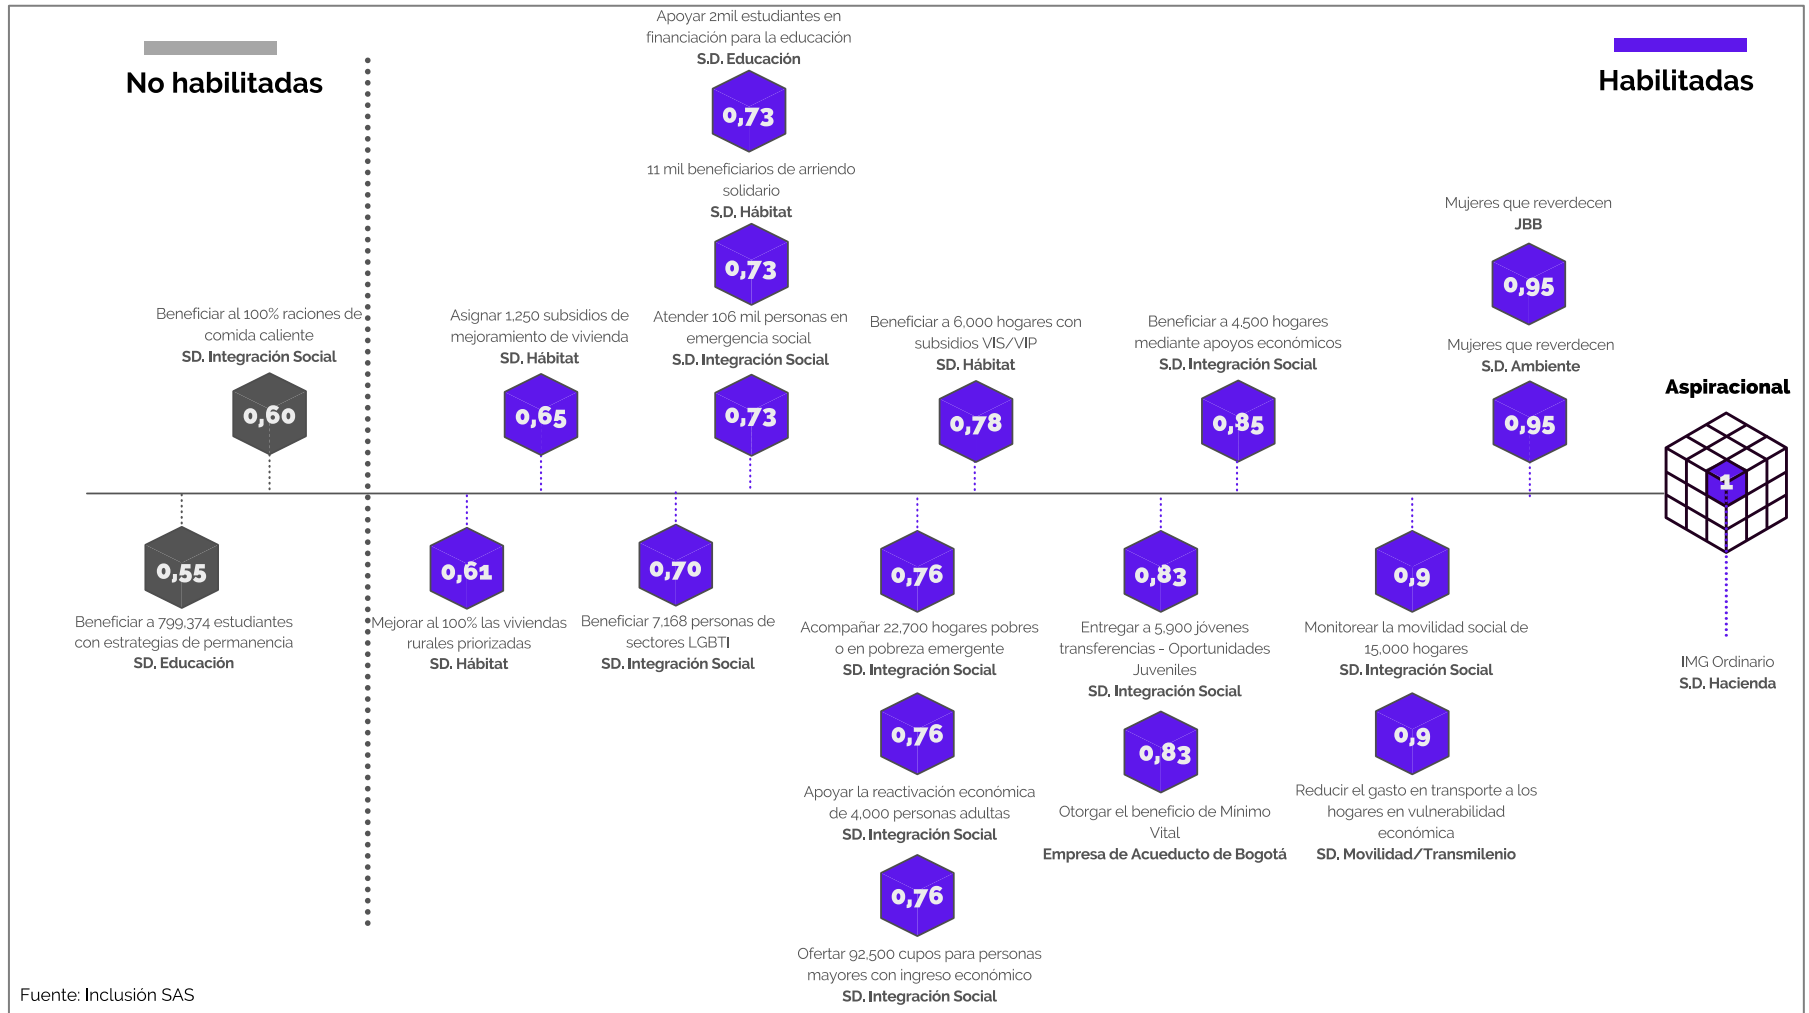 No habilitadas
Habilitadas
Apoyar 2mil estudiantes en
financiación para la educación
S.D. Educación
0,73
11 mil beneficiarios de arriendo
solidario
S.D. Hábitat
0,73
Atender 106 mil personas en
emergencia social
S.D. Integración Social
0,73
Beneficiar al 100% raciones de
comida caliente
SD. Integración Social
0,60
Asignar 1,250 subsidios de
mejoramiento de vivienda
SD. Hábitat
0,65
Beneficiar a 6,000 hogares con
subsidios VIS/VIP
SD. Hábitat
0,78
Beneficiar a 4,500 hogares
mediante apoyos económicos
S.D. Integración Social
0,85
Mujeres que reverdecen
JBB
0,95
Mujeres que reverdecen
S.D. Ambiente
0,95
Aspiracional
1
IMG Ordinario
S.D. Hacienda
0,55
Beneficiar a 799,374 estudiantes
con estrategias de permanencia
SD. Educación
0,61
Mejorar al 100% las viviendas
rurales priorizadas
SD. Hábitat
0,70
Beneficiar 7,168 personas de
sectores LGBTI
SD. Integración Social
0,76
Acompañar 22,700 hogares pobres
o en pobreza emergente
SD. Integración Social
0,76
Apoyar la reactivación económica
de 4,000 personas adultas
SD. Integración Social
0,76
Ofertar 92,500 cupos para personas
mayores con ingreso económico
SD. Integración Social
0,83
Entregar a 5,900 jóvenes
transferencias - Oportunidades
Juveniles
SD. Integración Social
0,83
Otorgar el beneficio de Mínimo
Vital
Empresa de Acueducto de Bogotá
0,9
Monitorear la movilidad social de
15,000 hogares
SD. Integración Social
0,9
Reducir el gasto en transporte a los
hogares en vulnerabilidad
económica
SD. Movilidad/Transmilenio
Fuente: Inclusión SAS